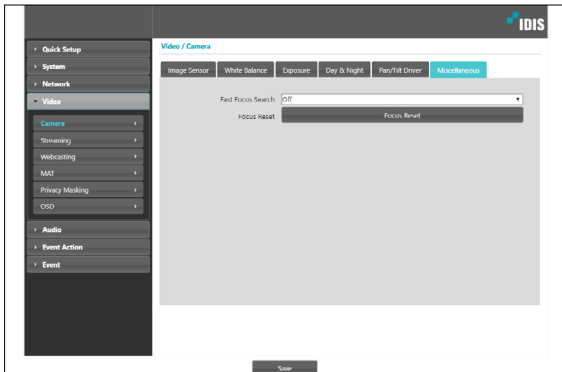 IDIS
Quick Setup
System
Network
Video
Camera
Streaming
Webcasting
MAT
Privacy Masking
OSD
Audio
Event Action
Event
Video / Camera
Image Sensor White Balance Exposure Day & Night Pan/Tilt Driver Miscellaneous
Fast Focus Search Off
Focus Reset Focus Reset
Save